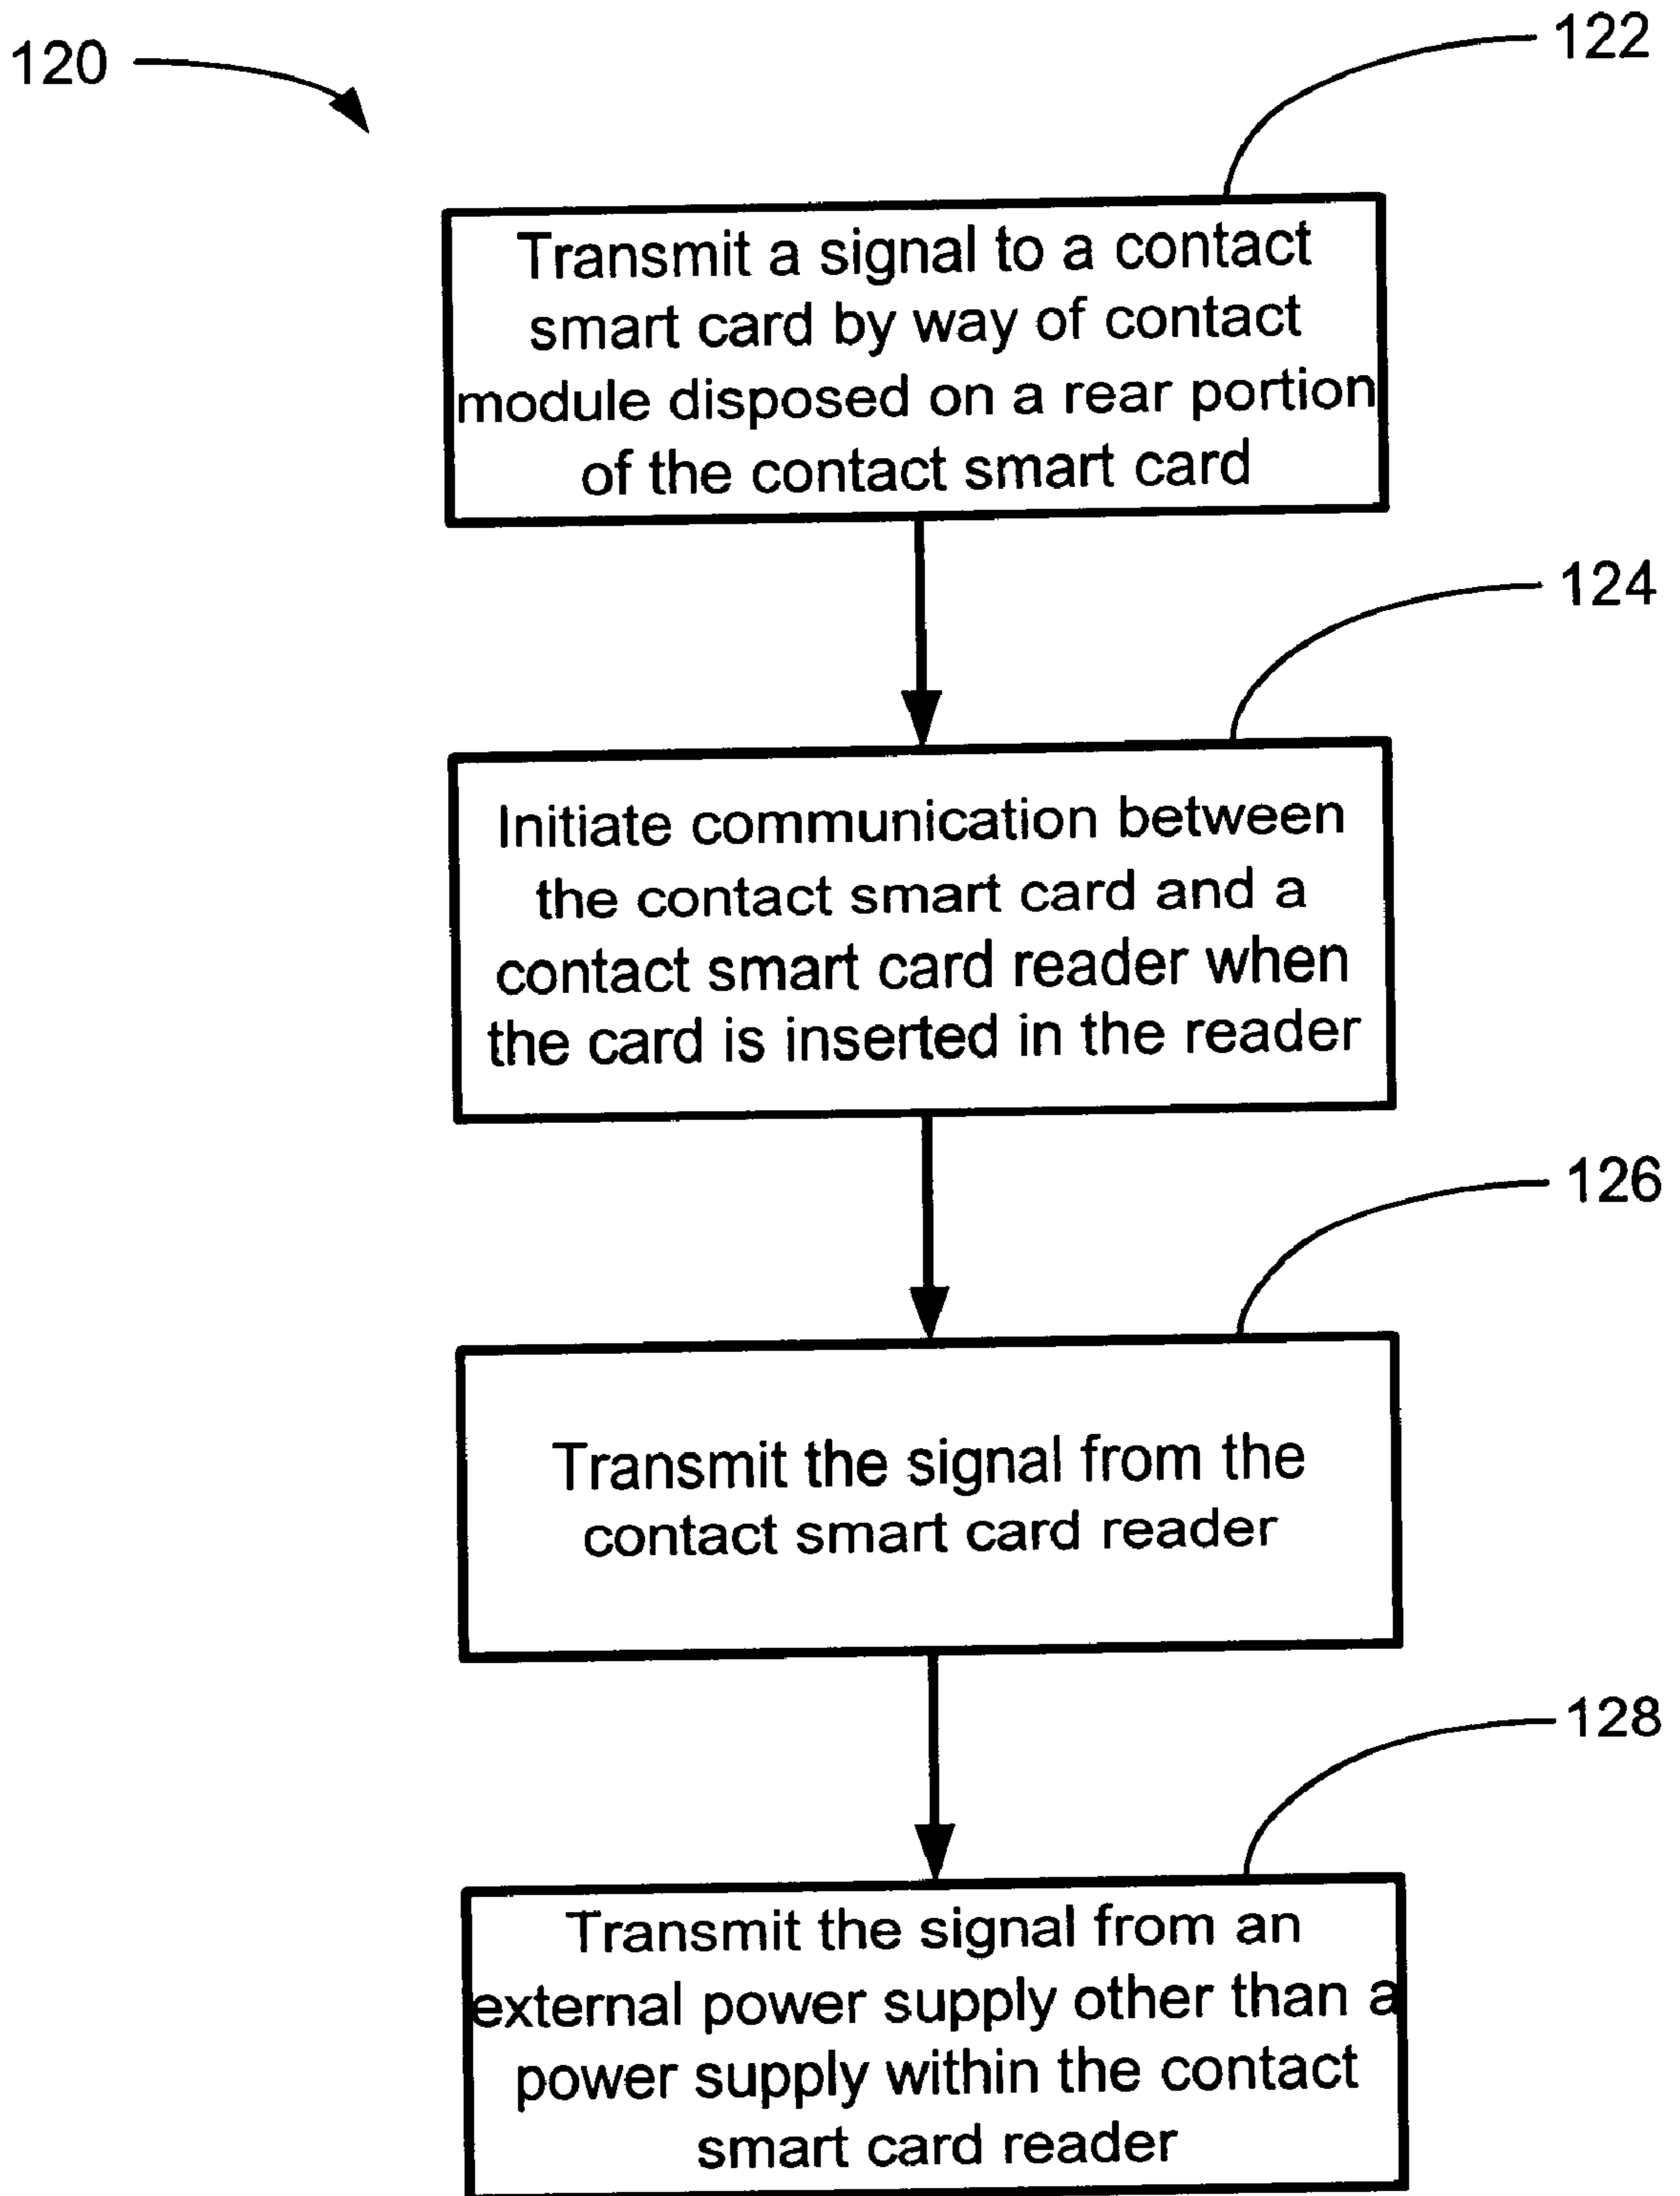 120
122
Transmit a signal to a contact
smart card by way of contact
module disposed on a rear portion
of the contact smart card
124
Initiate communication between
the contact smart card and a
contact smart card reader when
the card is inserted in the reader
126
Transmit the signal from the
contact smart card reader
128
Transmit the signal from an
external power supply other than a
power supply within the contact
smart card reader